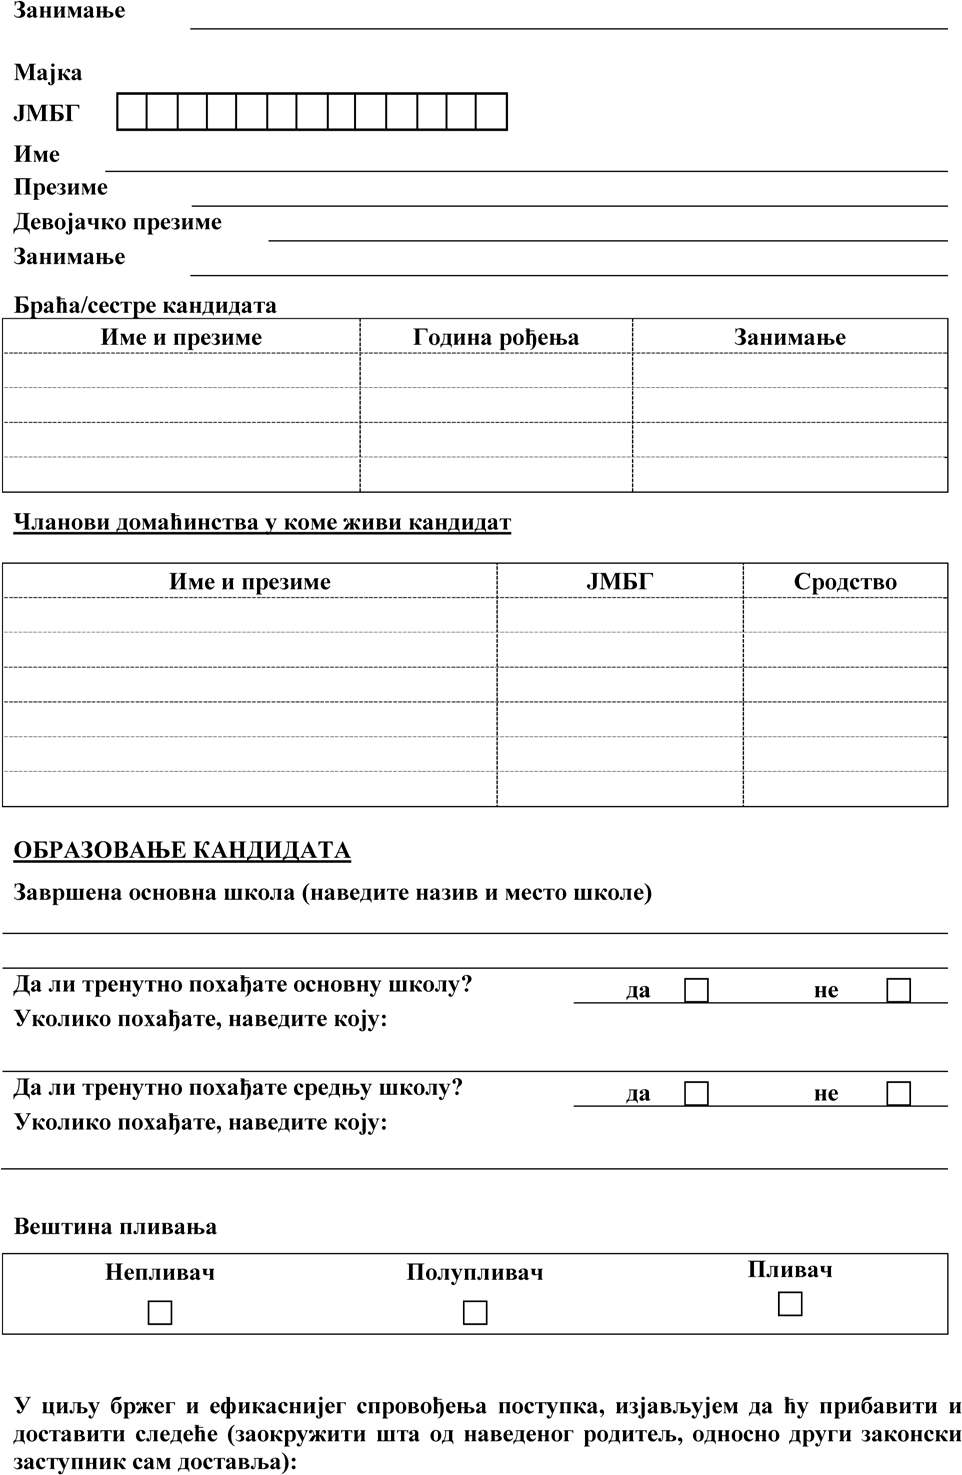 Занимање
Мајка
ЈМБГ
Име
Презиме
Девојачко презиме
Занимање
Браћа/сестре кандидата
Име и презиме Година рођења Занимање
Чланови домаћинства у коме живи кандидат
Име и презиме ЈМБГ Сродство
ОБРАЗОВАЊЕ КАНДИДАТА
Завршена основна школа (наведите назив и место школе)
Да ли тренутно похађате основну школу? да не
Уколико похађате, наведите коју:
Да ли тренутно похађате средњу школу? да не
Уколико похађате, наведите коју:
Вештина пливања
Непливач Полупливач Пливач
У циљу бржег и ефикаснијег спровођења поступка, изјављујем да ћу прибавити и
доставити следеће (заокружити шта од наведеног родитељ, односно други законски
заступник сам доставља):